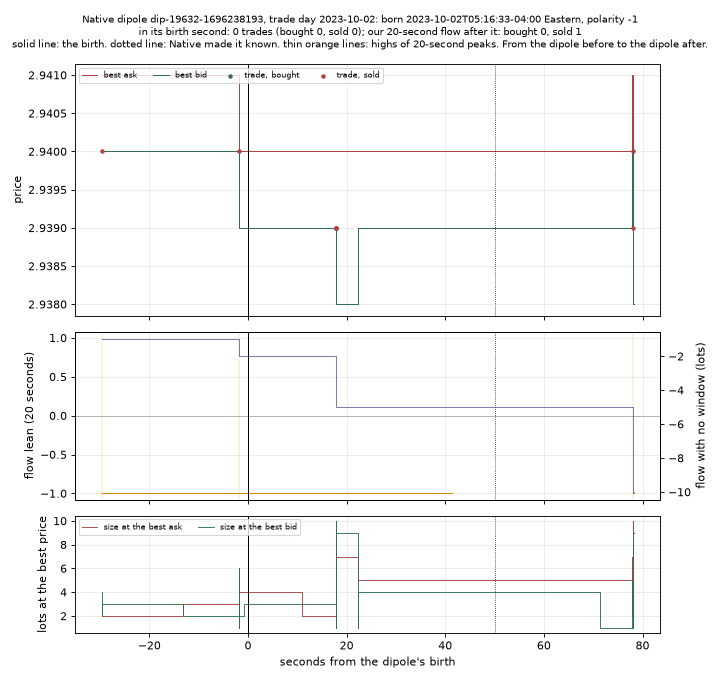 Native dipole dip-19632-1696238193, trade day 2023-10-02: born 2023-10-02T05:16:33-04:00 Eastern, polarity -1
in its birth second: 0 trades (bought 0, sold 0); our 20-second flow after it: bought 0, sold 1
solid line: the birth. dotted line: Native made it known. thin orange lines: highs of 20-second peaks. From the dipole before to the dipole after.
best ask best bid trade, bought trade, sold
2.9410
2.9405
2.9400
2.9395
2.9390
2.9385
2.9380
price
1.0
0.5
0.0
−0.5
−1.0
flow lean (20 seconds)
−2
−4
−6
−8
−10
flow with no window (lots)
size at the best ask size at the best bid
10
8
6
4
2
lots at the best price
−20 0 20 40 60 80
seconds from the dipole's birth